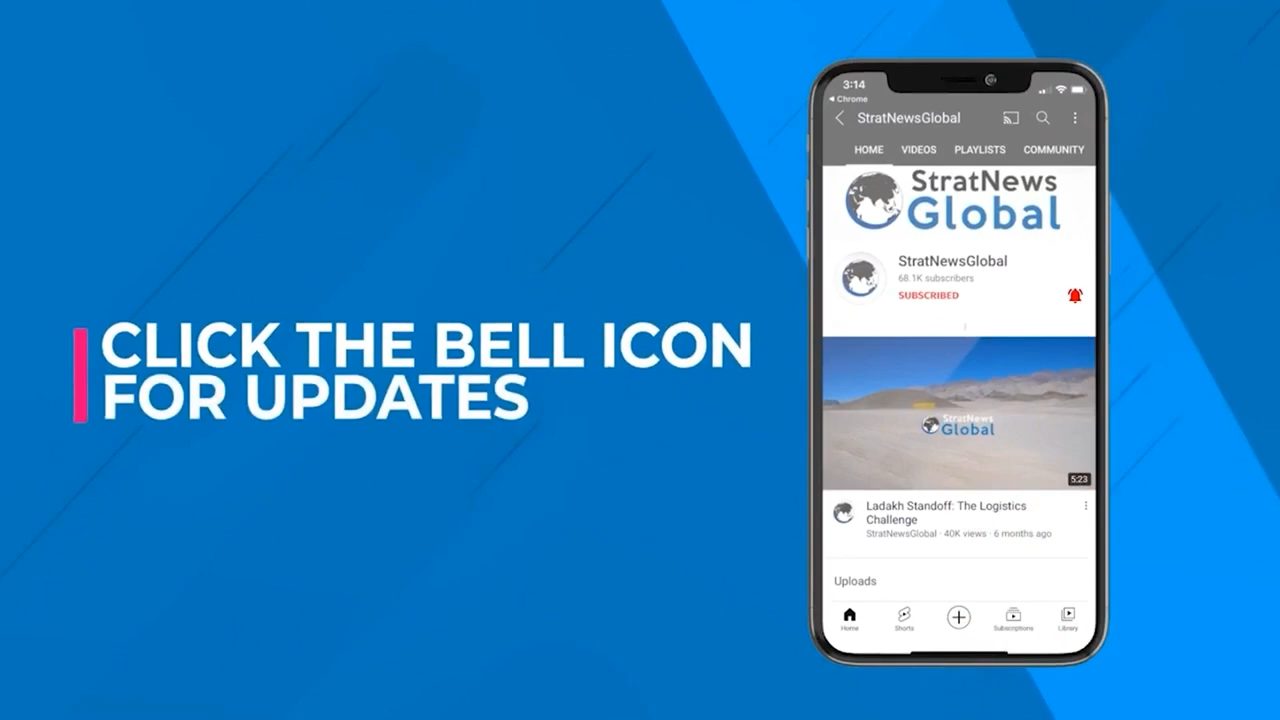 CLICK THE BELL ICON
FOR UPDATES
3:14
Chrome
StratNewsGlobal
HOME VIDEOS PLAYLISTS COMMUNITY
StratNews
Global
StratNewsGlobal
68.1K subscribers
SUBSCRIBED
StratNews
Global
5:23
Ladakh Standoff: The Logistics
Challenge
StratNewsGlobal · 40K views · 6 months ago
Uploads
Home Shorts Subscriptions Library